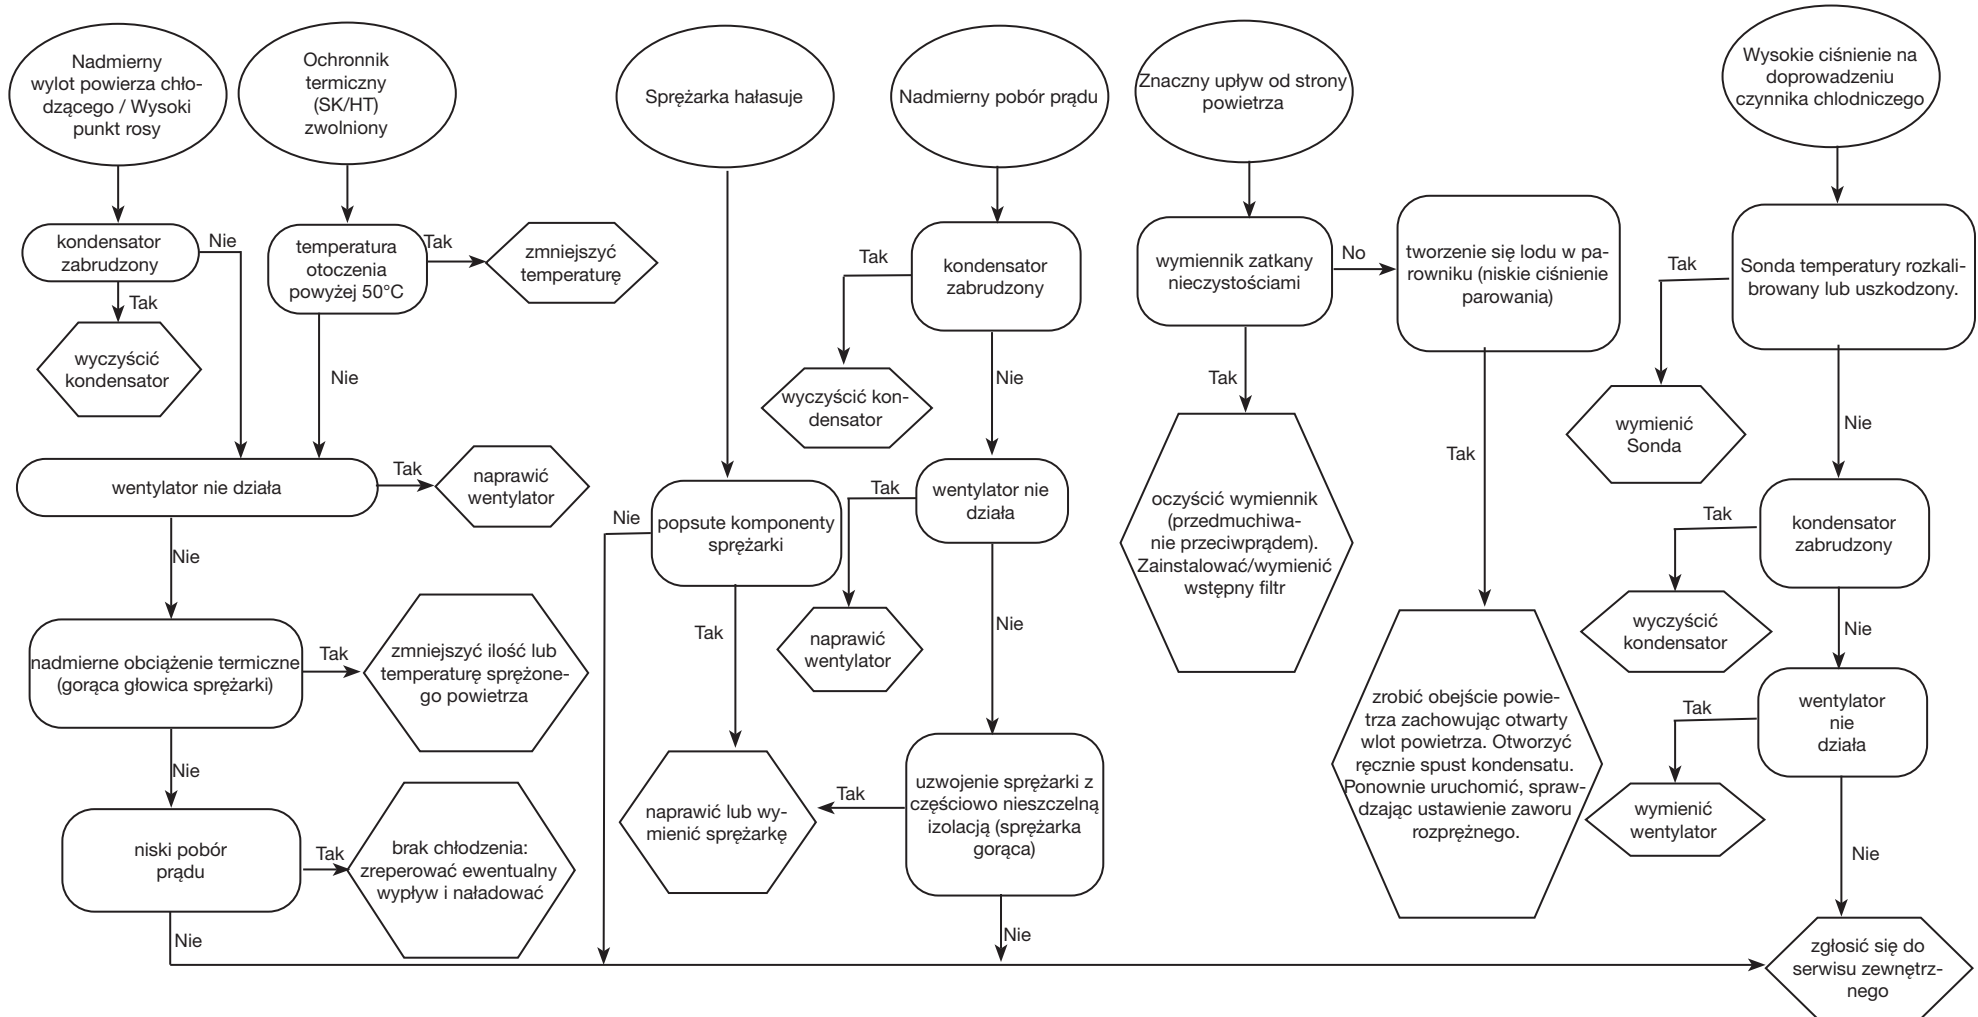 Nadmierny
wylot powierza chło-
dzącego / Wysoki
punkt rosy
kondensator
zabrudzony
Nie
Tak
wyczyścić
kondensator
Ochronnik
termiczny
(SK/HT)
zwolniony
temperatura
otoczenia
powyżej 50°C
Tak
zmniejszyć
temperaturę
Nie
wentylator nie działa
Tak
naprawić
wentylator
Nie
nadmierne obciążenie termiczne
(gorąca głowica sprężarki)
Tak
zmniejszyć ilość lub
temperaturę sprężone-
go powietrza
Nie
niski pobór
prądu
Tak
brak chłodzenia:
zreperować ewentualny
wypływ i naładować
Nie
Sprężarka hałasuje
popsute komponenty
sprężarki
Nie
Tak
naprawić lub wy-
mienić sprężarkę
Nadmierny pobór prądu
kondensator
zabrudzony
Tak
wyczyścić kon-
densator
Nie
wentylator nie
działa
Tak
naprawić
wentylator
Nie
uzwojenie sprężarki z
częściowo nieszczelną
izolacją (sprężarka
gorąca)
Tak
Nie
Znaczny upływ od strony
powietrza
wymiennik zatkany
nieczystościami
No
Tak
oczyścić wymiennik
(przedmuchiwa-
nie przeciwprądem).
Zainstalować/wymienić
wstępny filtr
tworzenie się lodu w pa-
rowniku (niskie ciśnienie
parowania)
Tak
zrobić obejście powie-
trza zachowując otwarty
wlot powietrza. Otworzyć
ręcznie spust kondensatu.
Ponownie uruchomić, spraw-
dzając ustawienie zaworu
rozprężnego.
Wysokie ciśnienie na
doprowadzeniu
czynnika chlodniczego
Sonda temperatury rozkali-
browany lub uszkodzony.
Tak
wymienić
Sonda
Nie
kondensator
zabrudzony
Tak
wyczyścić
kondensator
Nie
wentylator
nie
działa
Tak
wymienić
wentylator
Nie
zgłosić się do
serwisu zewnętrz-
nego